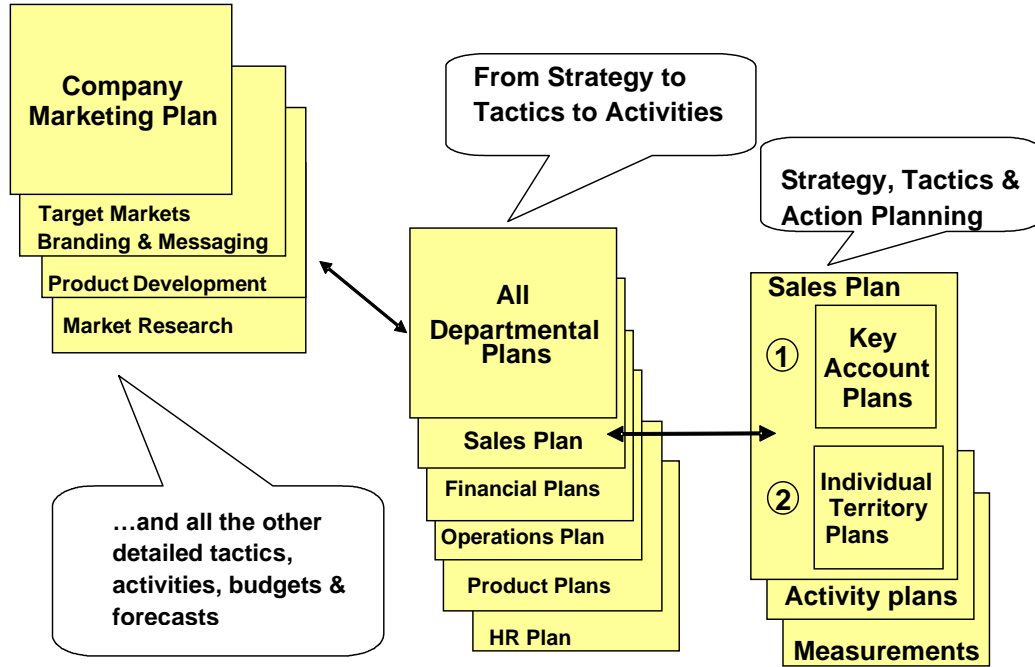 Company
Marketing Plan
Target Markets
Branding & Messaging
Product Development
Market Research
…and all the other
detailed tactics,
activities, budgets &
forecasts
From Strategy to
Tactics to Activities
All
Departmental
Plans
Sales Plan
Financial Plans
Operations Plan
Product Plans
HR Plan
Strategy, Tactics &
Action Planning
Sales Plan
1
Key
Account
Plans
2
Individual
Territory
Plans
Activity plans
Measurements